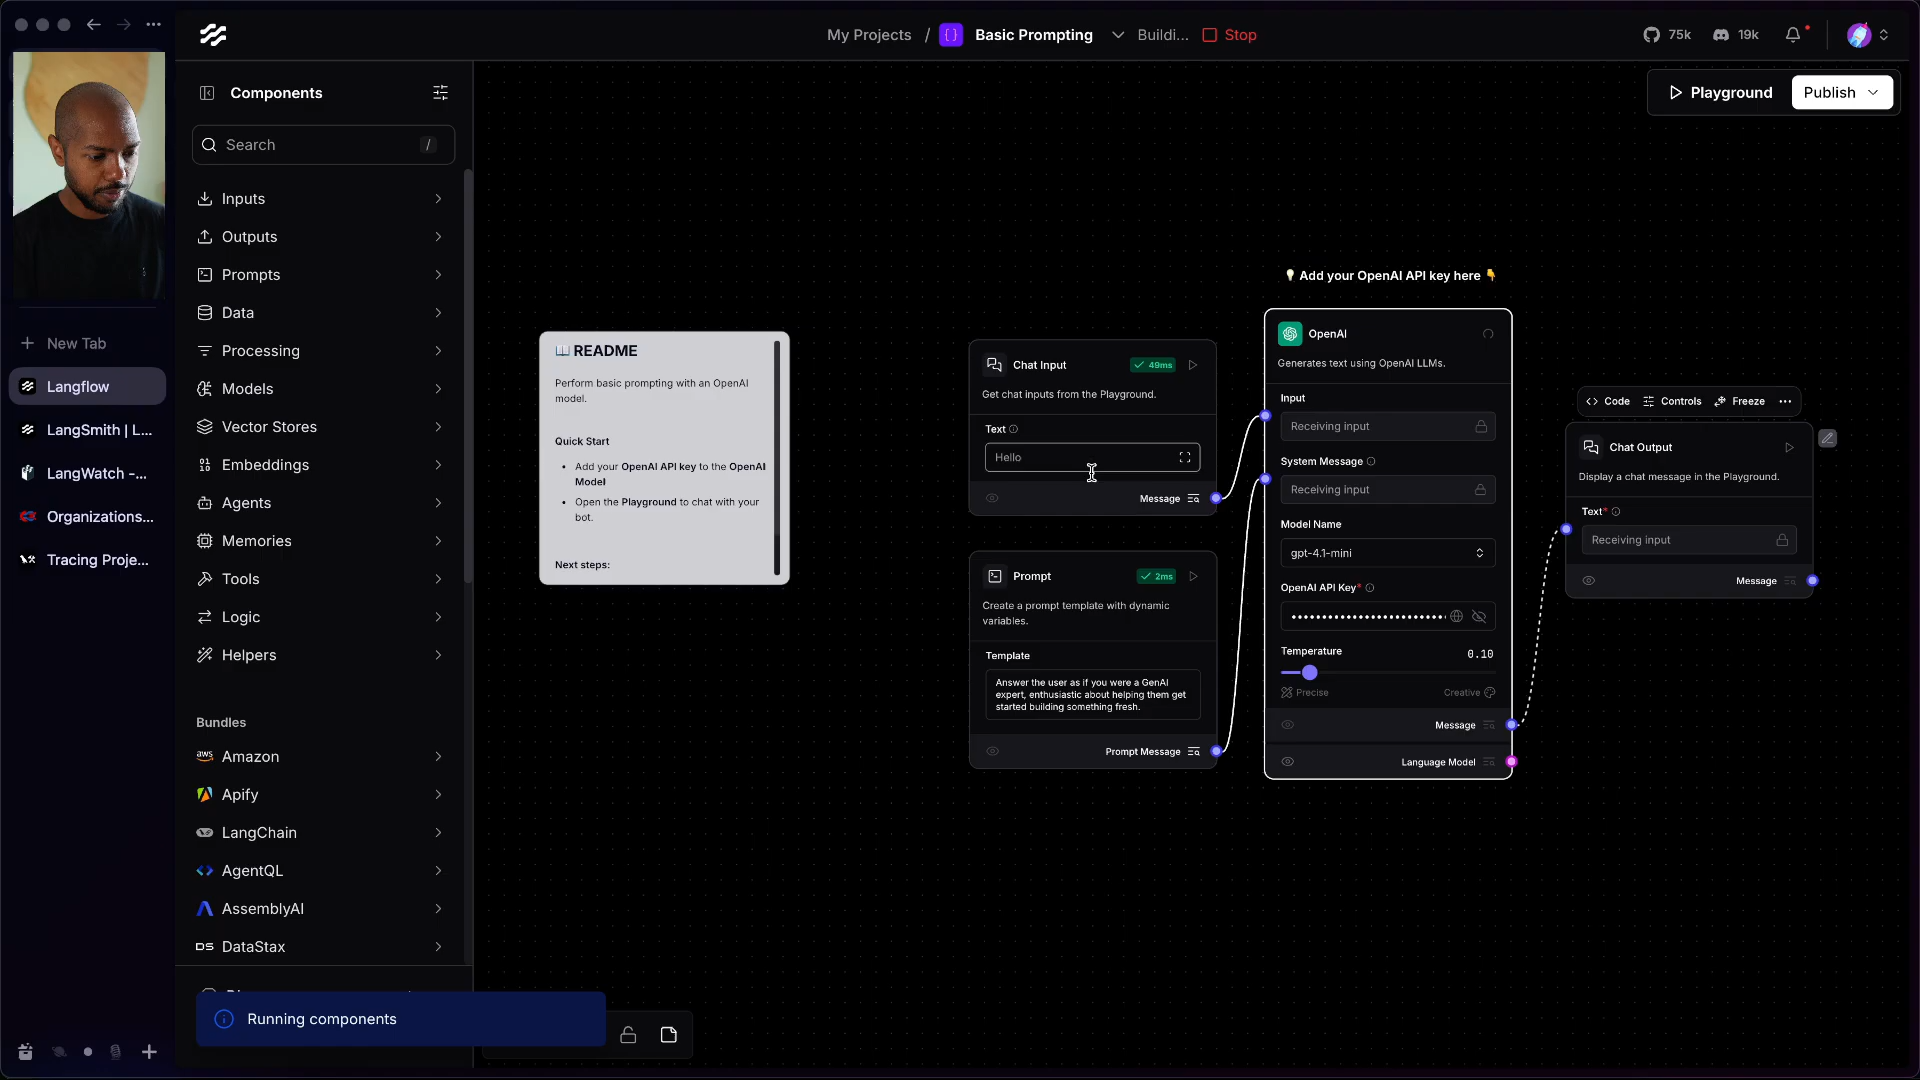 My Projects / Basic Prompting Buildi... Stop
75k 19k
Playground Publish
Components
Search /
Inputs
Outputs
Prompts
Data
Processing
Models
Vector Stores
Embeddings
Agents
Memories
Tools
Logic
Helpers
Bundles
aws Amazon
Apify
LangChain
AgentQL
AssemblyAI
DS DataStax
New Tab
Langflow
LangSmith | L...
LangWatch -...
Organizations...
Tracing Proje...
Running components
README
Perform basic prompting with an OpenAI
model.
Quick Start
Add your OpenAI API key to the OpenAI
Model
Open the Playground to chat with your
bot.
Next steps:
Chat Input 49ms
Get chat inputs from the Playground.
Text
Hello
Message
Prompt 2ms
Create a prompt template with dynamic
variables.
Template
Answer the user as if you were a GenAI
expert, enthusiastic about helping them get
started building something fresh.
Prompt Message
💡 Add your OpenAI API key here 👇
OpenAI
Generates text using OpenAI LLMs.
Input
Receiving input
System Message
Receiving input
Model Name
gpt-4.1-mini
OpenAI API Key*
Temperature 0.10
Precise Creative
Message
Language Model
Code Controls Freeze ...
Chat Output
Display a chat message in the Playground.
Text*
Receiving input
Message